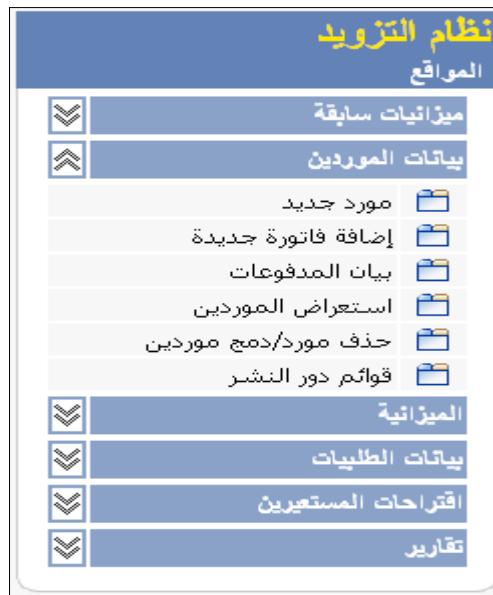 نظام التزويد
المواقع
ميزانيات سابقة
بيانات الموردين
مورد جديد
إضافة فاتورة جديدة
بيان المدفوعات
استعراض الموردين
حذف مورد/دمج موردين
قوائم دور النشر
الميزانية
بيانات الطلبيات
اقتراحات المستعيرين
تقارير